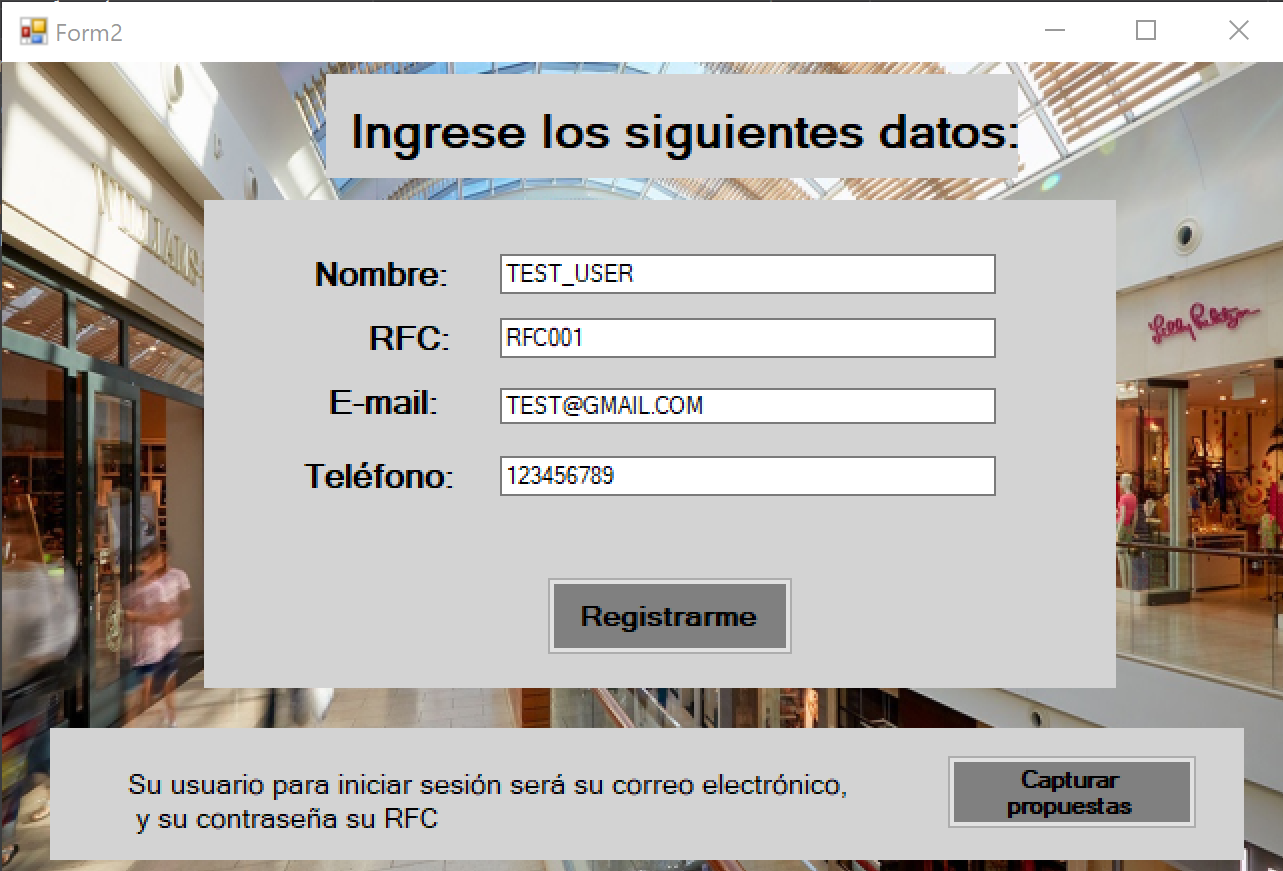 Form2
Ingrese los siguientes datos:
WILLIAMS-
Nombre: TEST_USER
RFC: RFC001
Lilly Pulitzer
E-mail: TEST@GMAIL.COM
Teléfono: 123456789
Registrarme
Su usuario para iniciar sesión será su correo electrónico,
y su contraseña su RFC
Capturar
propuestas